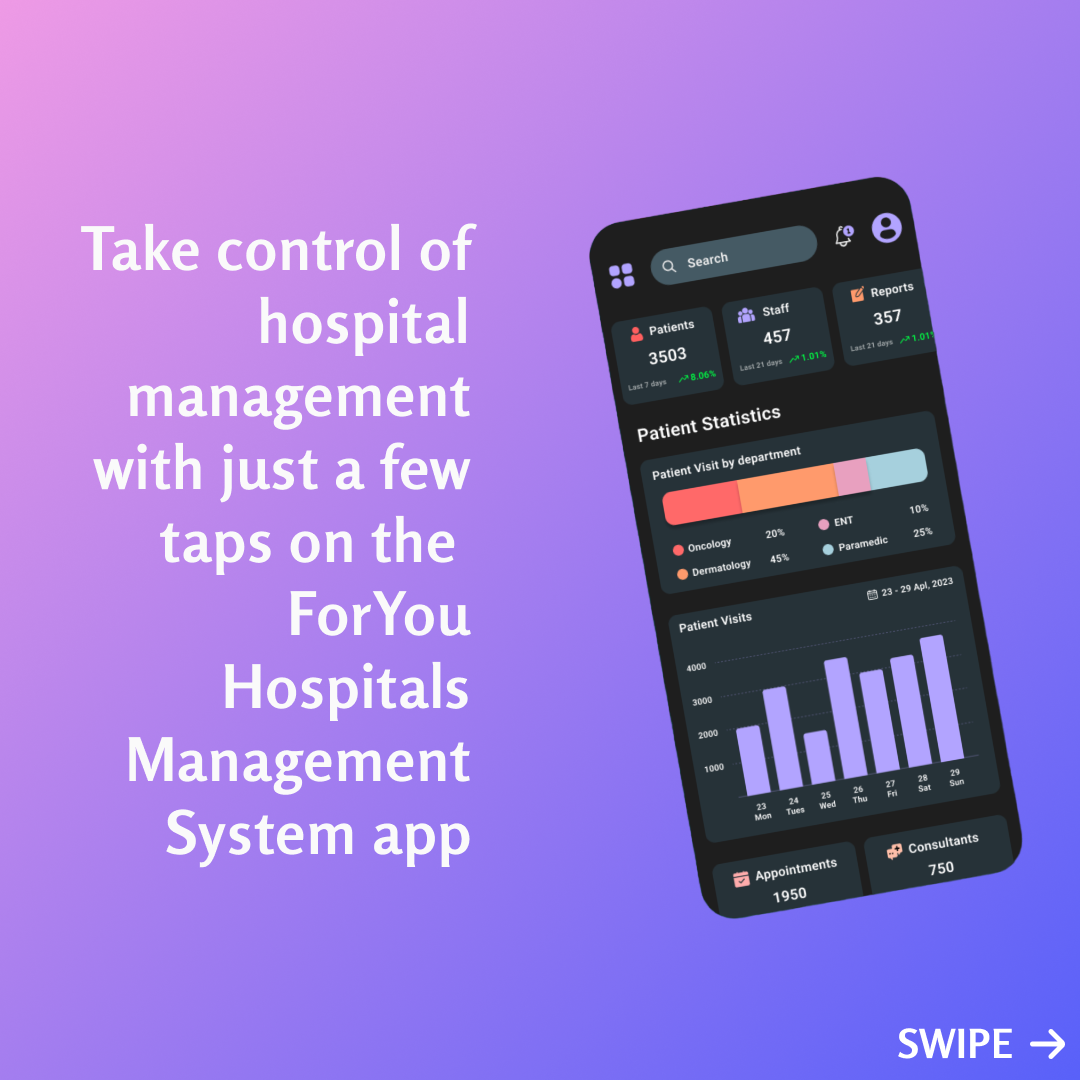 Take control of
hospital
management
with just a few
taps on the
ForYou
Hospitals
Management
System app
Search
1
Patients
3503
Last 7 days 8.06%
Staff
457
Last 21 days 1.01%
Reports
357
Last 21 days 1.01%
Patient Statistics
Patient Visit by department
Oncology 20%
ENT 10%
Dermatology 45%
Paramedic 25%
23 - 29 Apl, 2023
Patient Visits
4000
3000
2000
1000
23 Mon
24 Tues
25 Wed
26 Thu
27 Fri
28 Sat
29 Sun
Appointments
1950
Consultants
750
SWIPE